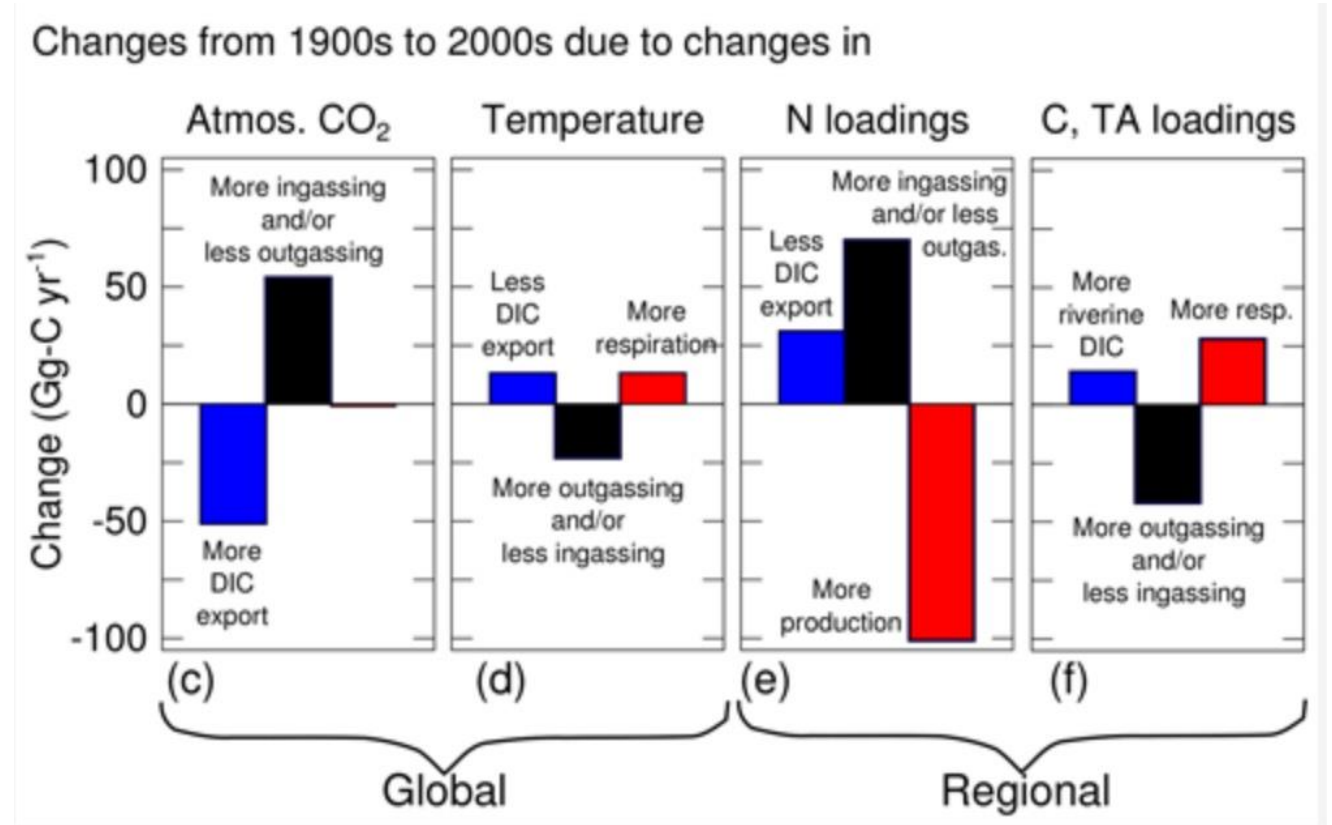 Changes from 1900s to 2000s due to changes in
Atmos. CO₂
Temperature
N loadings
C, TA loadings
Change (Gg-C yr⁻¹)
100
50
0
-50
-100
More ingassing
and/or
less outgassing
More
DIC
export
(c)
Less
DIC
export
More
respiration
More outgassing
and/or
less ingassing
(d)
More ingassing
and/or less
outgas.
Less
DIC
export
More
production
(e)
More
riverine
DIC
More resp.
More outgassing
and/or
less ingassing
(f)
Global
Regional